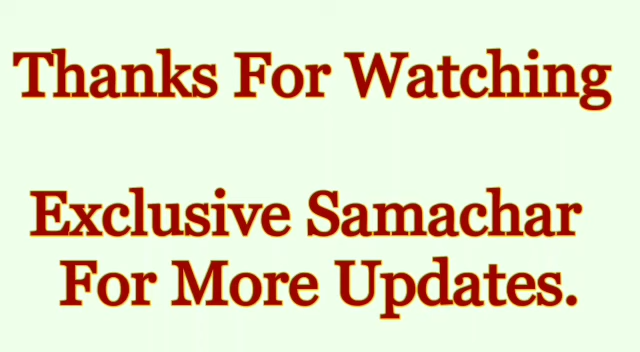 Thanks For Watching
Exclusive Samachar
For More Updates.